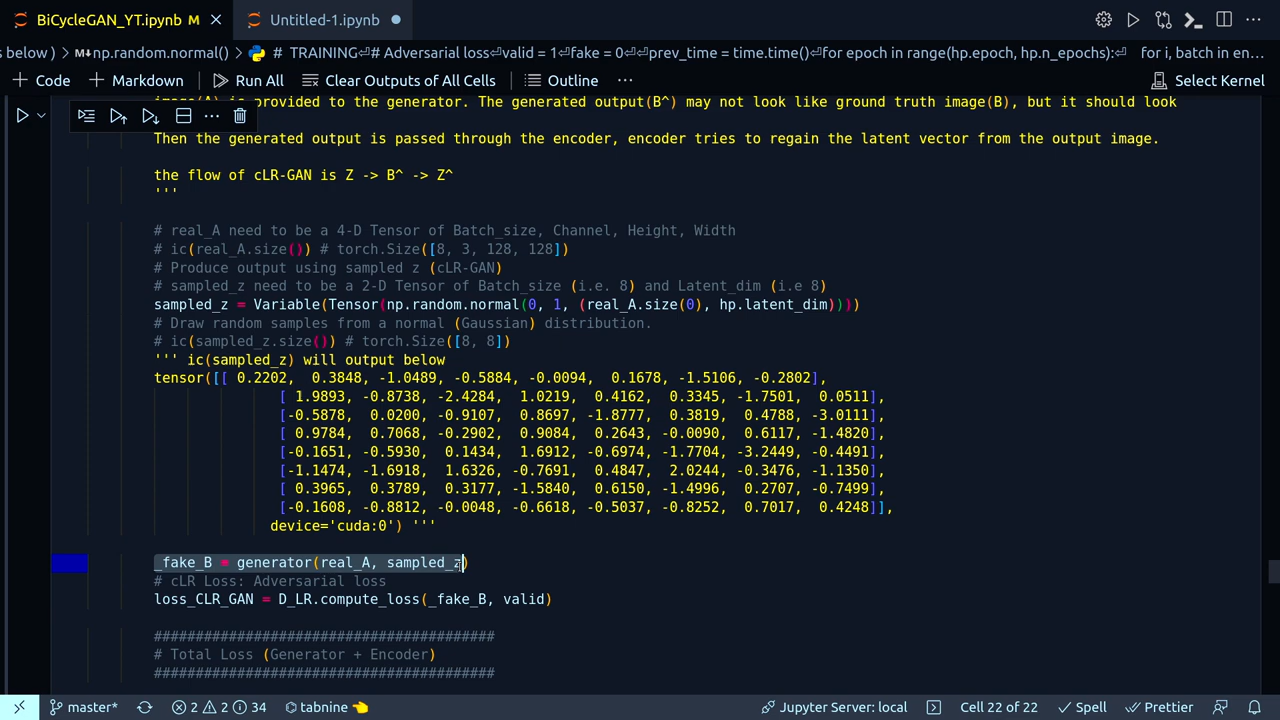 BiCycleGAN_YT.ipynb M × Untitled-1.ipynb
s below ) > M↓np.random.normal() > # TRAINING⏎# Adversarial loss⏎valid = 1⏎fake = 0⏎⏎prev_time = time.time()⏎for epoch in range(hp.epoch, hp.n_epochs):⏎ for i, batch in en…
+ Code + Markdown Run All Clear Outputs of All Cells Outline ··· Select Kernel
image(A) is provided to the generator. The generated output(B^) may not look like ground truth image(B), but it should look
Then the generated output is passed through the encoder, encoder tries to regain the latent vector from the output image.
the flow of cLR-GAN is Z -> B^ -> Z^
'''
# real_A need to be a 4-D Tensor of Batch_size, Channel, Height, Width
# ic(real_A.size()) # torch.Size([8, 3, 128, 128])
# Produce output using sampled z (cLR-GAN)
# sampled_z need to be a 2-D Tensor of Batch_size (i.e. 8) and Latent_dim (i.e 8)
sampled_z = Variable(Tensor(np.random.normal(0, 1, (real_A.size(0), hp.latent_dim))))
# Draw random samples from a normal (Gaussian) distribution.
# ic(sampled_z.size()) # torch.Size([8, 8])
''' ic(sampled_z) will output below
tensor([[ 0.2202, 0.3848, -1.0489, -0.5884, -0.0094, 0.1678, -1.5106, -0.2802],
[ 1.9893, -0.8738, -2.4284, 1.0219, 0.4162, 0.3345, -1.7501, 0.0511],
[-0.5878, 0.0200, -0.9107, 0.8697, -1.8777, 0.3819, 0.4788, -3.0111],
[ 0.9784, 0.7068, -0.2902, 0.9084, 0.2643, -0.0090, 0.6117, -1.4820],
[-0.1651, -0.5930, 0.1434, 1.6912, -0.6974, -1.7704, -3.2449, -0.4491],
[-1.1474, -1.6918, 1.6326, -0.7691, 0.4847, 2.0244, -0.3476, -1.1350],
[ 0.3965, 0.3789, 0.3177, -1.5840, 0.6150, -1.4996, 0.2707, -0.7499],
[-0.1608, -0.8812, -0.0048, -0.6618, -0.5037, -0.8252, 0.7017, 0.4248]],
device='cuda:0') '''
_fake_B = generator(real_A, sampled_z)
# cLR Loss: Adversarial loss
loss_CLR_GAN = D_LR.compute_loss(_fake_B, valid)
#########################################
# Total Loss (Generator + Encoder)
#########################################
master* 2 2 34 tabnine 👈 Jupyter Server: local Cell 22 of 22 Spell Prettier